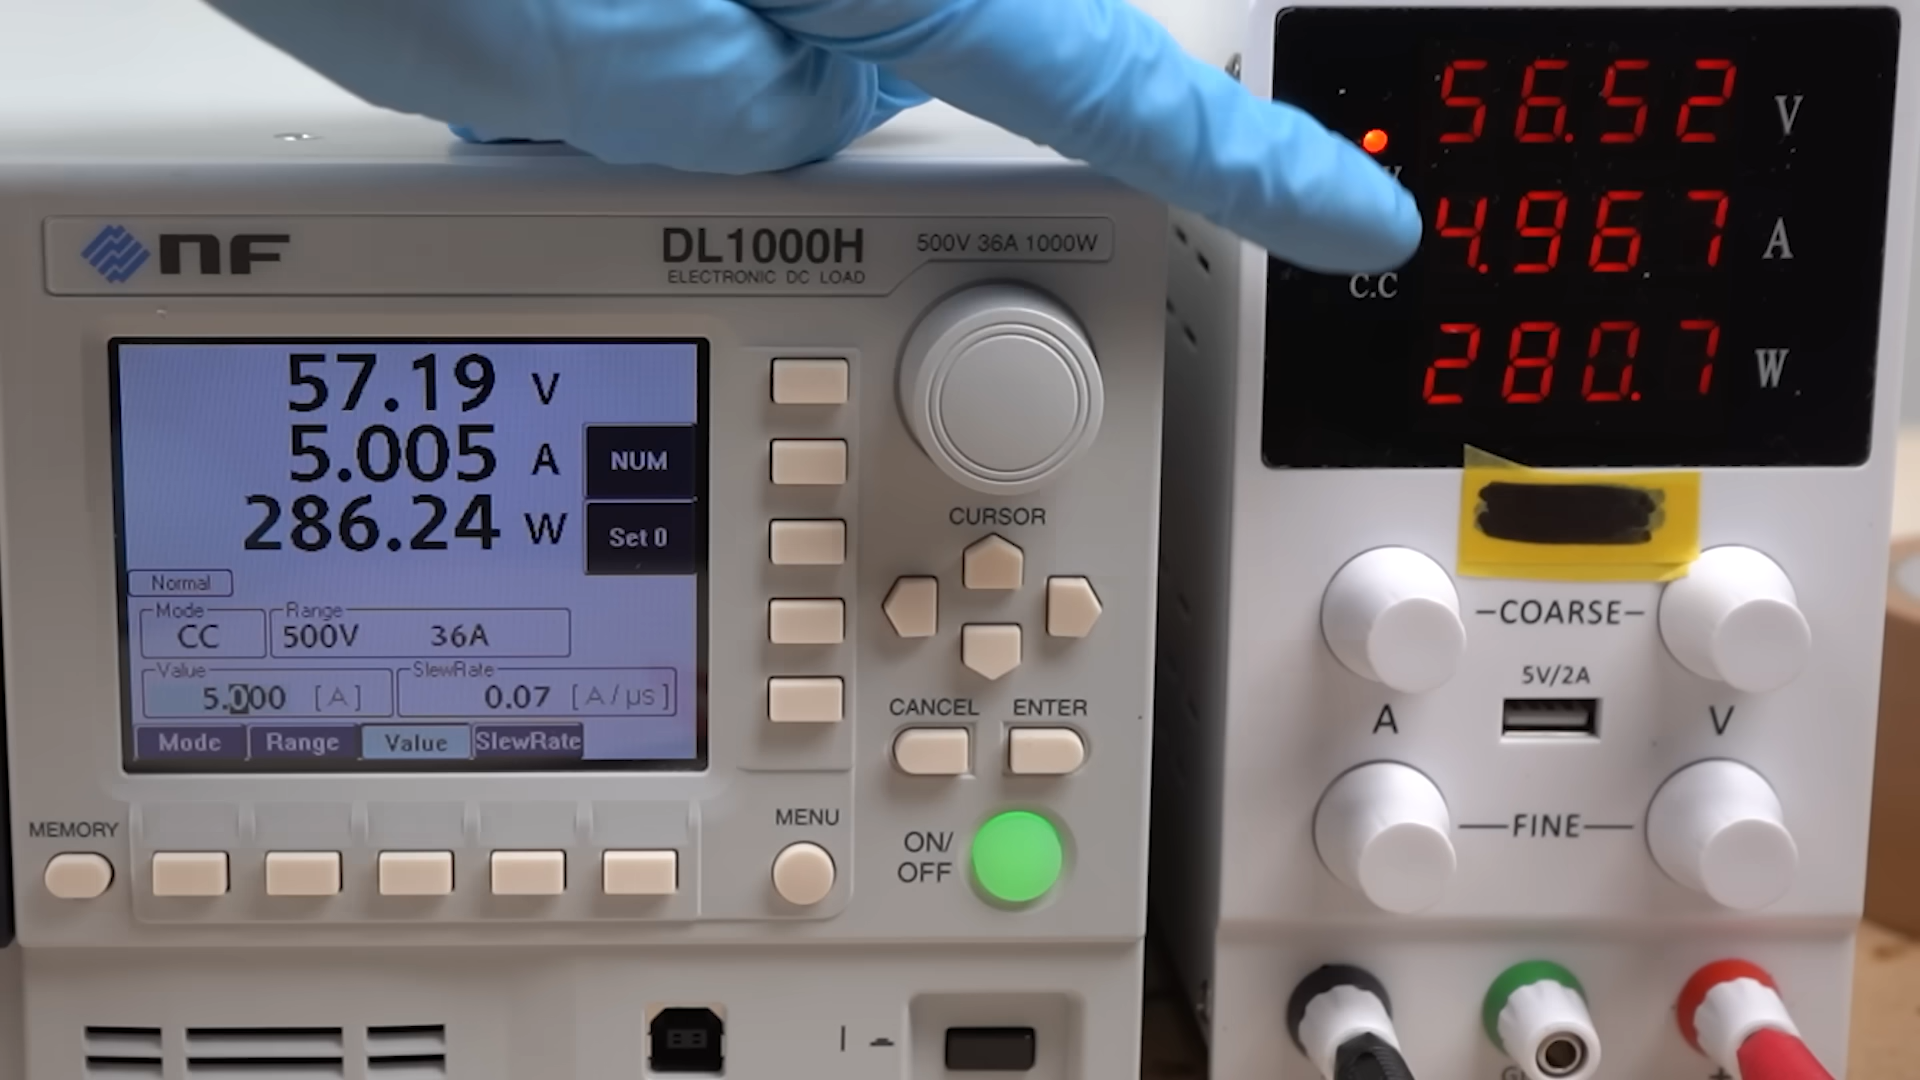 nF
DL1000H
ELECTRONIC DC LOAD
500V 36A 1000W
57.19 V
5.005 A
286.24 W
NUM
Set 0
Normal
Mode
CC
Range
500V 36A
Value
5.000 [A]
SlewRate
0.07 [A/µs]
Mode Range Value SlewRate
CURSOR
CANCEL ENTER
MEMORY
MENU
ON/
OFF
56.52 V
4.967 A
C.C
280.7 W
COARSE
5V/2A
A V
FINE
+